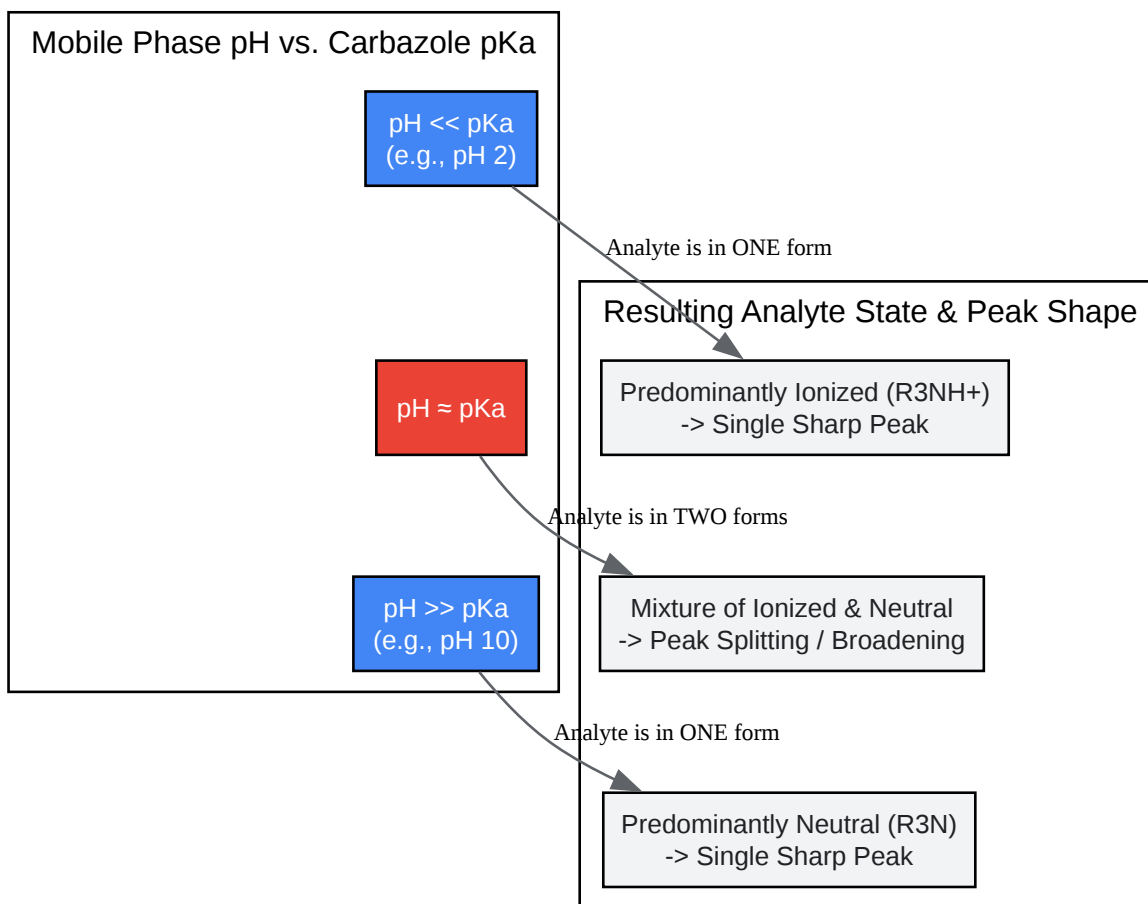 Mobile Phase pH vs. Carbazole pKa
pH << pKa
(e.g., pH 2)
Analyte is in ONE form
Resulting Analyte State & Peak Shape
Predominantly Ionized (R3NH+)
-> Single Sharp Peak
pH ≈ pKa
Analyte is in TWO forms
Mixture of Ionized & Neutral
-> Peak Splitting / Broadening
pH >> pKa
(e.g., pH 10)
Analyte is in ONE form
Predominantly Neutral (R3N)
-> Single Sharp Peak